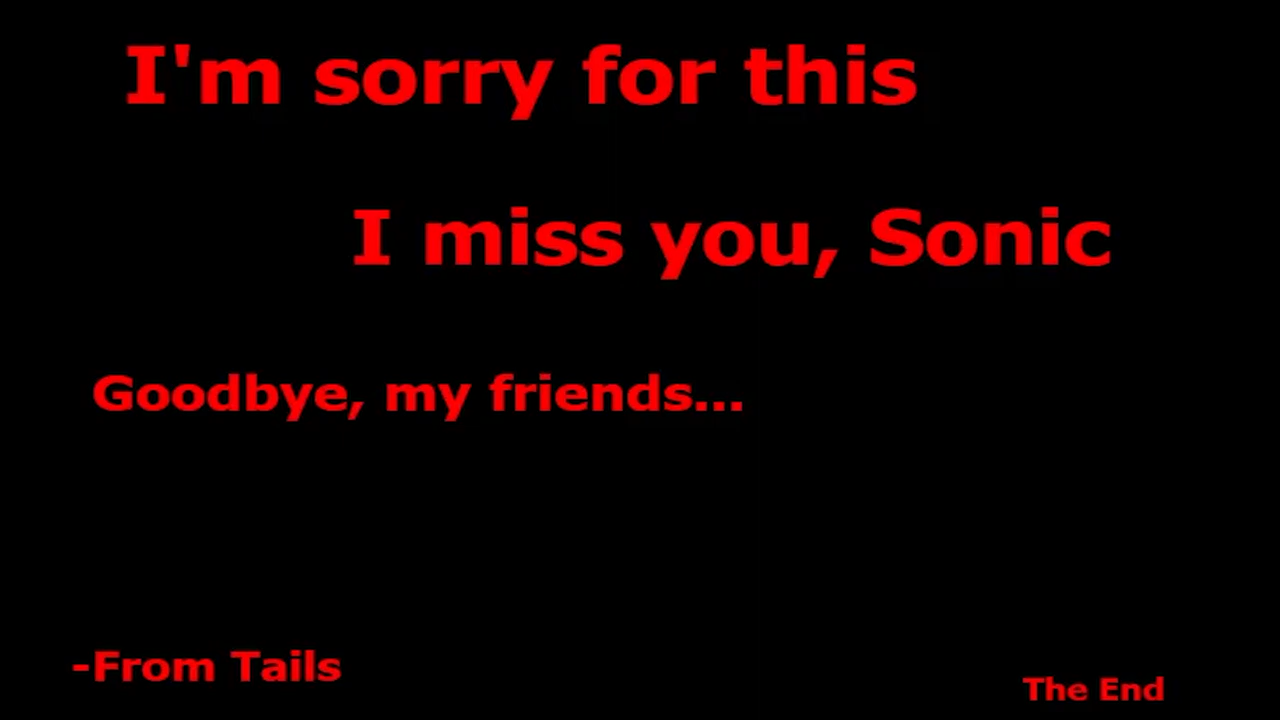 I'm sorry for this
I miss you, Sonic
Goodbye, my friends...
-From Tails
The End